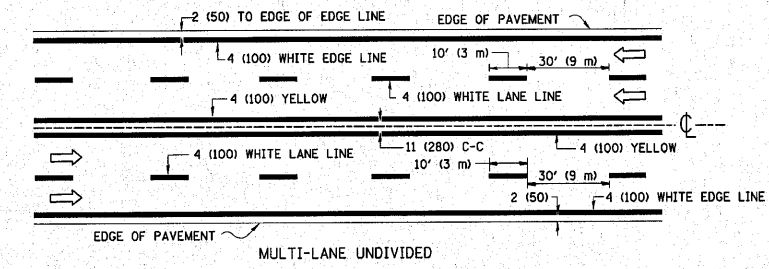 2 (50) TO EDGE OF EDGE LINE
EDGE OF PAVEMENT
4 (100) WHITE EDGE LINE
10' (3 m)
30' (9 m)
4 (100) YELLOW
4 (100) WHITE LANE LINE
℄
11 (280) C-C
4 (100) YELLOW
4 (100) WHITE LANE LINE
10' (3 m)
30' (9 m)
2 (50)
4 (100) WHITE EDGE LINE
EDGE OF PAVEMENT
MULTI-LANE UNDIVIDED